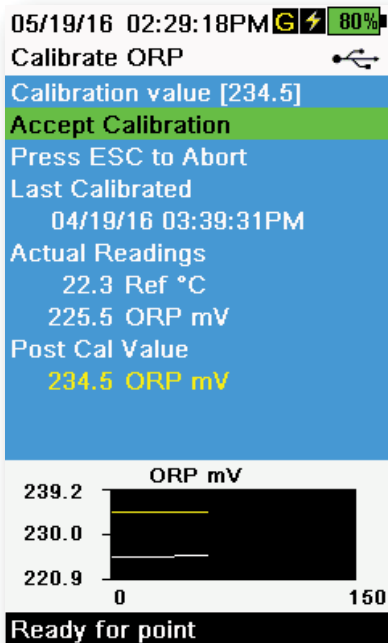 05/19/16 02:29:18PM G 80%
Calibrate ORP
Calibration value [234.5]
Accept Calibration
Press ESC to Abort
Last Calibrated
04/19/16 03:39:31PM
Actual Readings
22.3 Ref °C
225.5 ORP mV
Post Cal Value
234.5 ORP mV
ORP mV
239.2
230.0
220.9
0 150
Ready for point